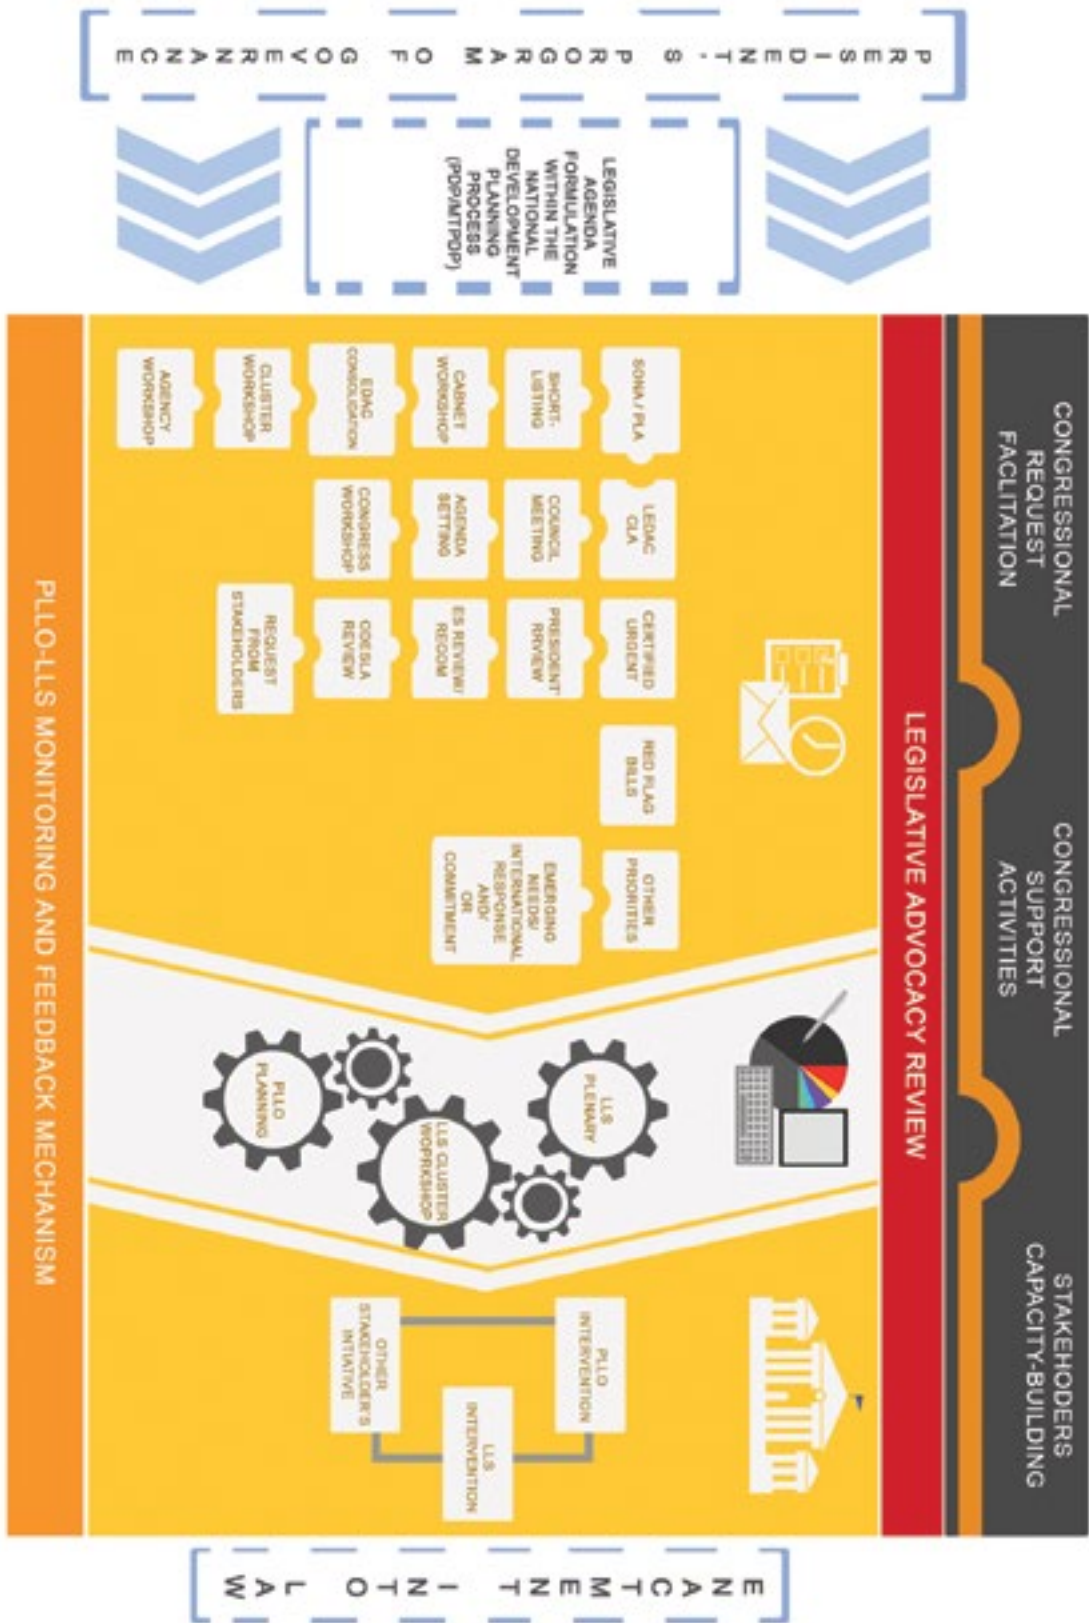 CONGRESSIONAL
REQUEST
FACLITATION
CONGRESSIONAL
SUPPORT
ACTIVITIES
STAKEHODERS
CAPACITY-BUILDING
LEGISLATIVE ADVOCACY REVIEW
PRESIDENT'S PROGRAM OF GOVERNANCE
LEGISLATIVE
AGENDA
FORMULATION
WITHIN THE
NATIONAL
DEVELOPMENT
PLANNING
PROCESS
(PDP/MTPDP)
SONA / PLA
SHORT-
LISTING
CABNET
WORKSHOP
EDAC
CONSOLIDATION
CLUSTER
WORKSHOP
AGENCY
WORKSHOP
LEDAC
CLA
COUNCIL
MEETING
AGENDA
SETTING
CONGRESS
WORKSHOP
CERTIFIED
URGENT
PRESIDENT'
RRVIEW
ES REVIEW/
RECOM
ODESLA
REVIEW
REQUEST
FROM
STAKEHOLDERS
RED FLAG
BILLS
OTHER
PRIORITIES
EMERGING
NEEDS/
INTERNATIONAL
RESPONSE
AND/
OR
COMMITMENT
LLS
PLENARY
LLS CLUSTER
WOPRKSHOP
PLLO
PLANNING
PLLO
INTERVENTION
LLS
INTERVENTION
OTHER
STAKEHOLDER'S
INTIATIVE
ENACTMENT INTO LAW
PLLO-LLS MONITORING AND FEEDBACK MECHANISM